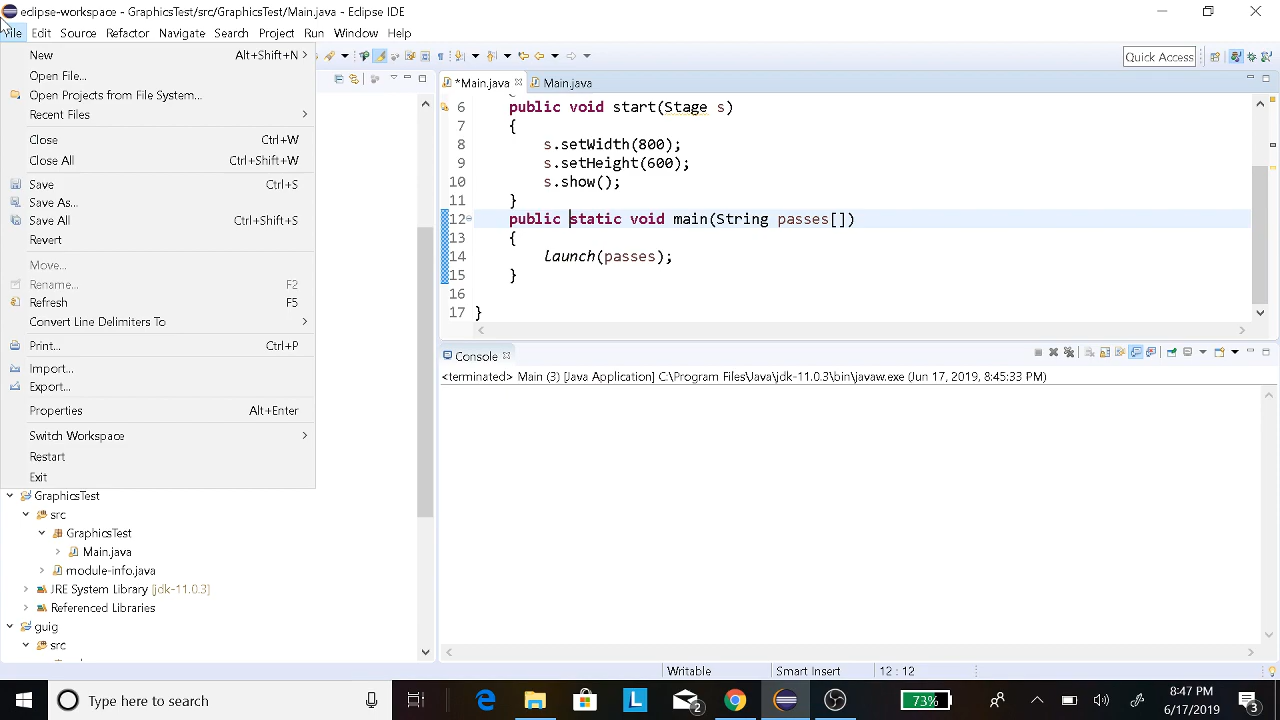 eclipse-workspace - GraphicsTest/src/GraphicsTest/Main.java - Eclipse IDE
File Edit Source Refactor Navigate Search Project Run Window Help
New Alt+Shift+N
Open File...
Open Projects from File System...
Recent Files
Close Ctrl+W
Close All Ctrl+Shift+W
Save Ctrl+S
Save As...
Save All Ctrl+Shift+S
Revert
Move...
Rename... F2
Refresh F5
Convert Line Delimiters To
Print... Ctrl+P
Import...
Export...
Properties Alt+Enter
Switch Workspace
Restart
Exit
GraphicsTest
src
GraphicsTest
Main.java
module-info.java
JRE System Library [jdk-11.0.3]
Referenced Libraries
guig
src
Quick Access
*Main.java Main.java
6 public void start(Stage s)
7 {
8 s.setWidth(800);
9 s.setHeight(600);
10 s.show();
11 }
12 public static void main(String passes[])
13 {
14 launch(passes);
15 }
16
17 }
Console
<terminated> Main (3) [Java Application] C:\Program Files\Java\jdk-11.0.3\bin\javaw.exe (Jun 17, 2019, 8:45:33 PM)
Writable Smart Insert 12 : 12
Type here to search
L
2
73%
8:47 PM
6/17/2019
3